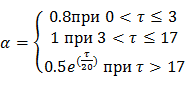 α = { 0.8при 0 < τ ≤ 3
1 при 3 < τ ≤ 17
0.5e^(τ/20) при τ > 17